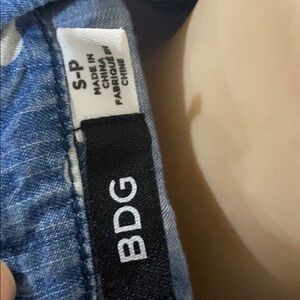 S-P
MADE IN
CHINA
FABRIQUÉ EN
CHINE
BDG